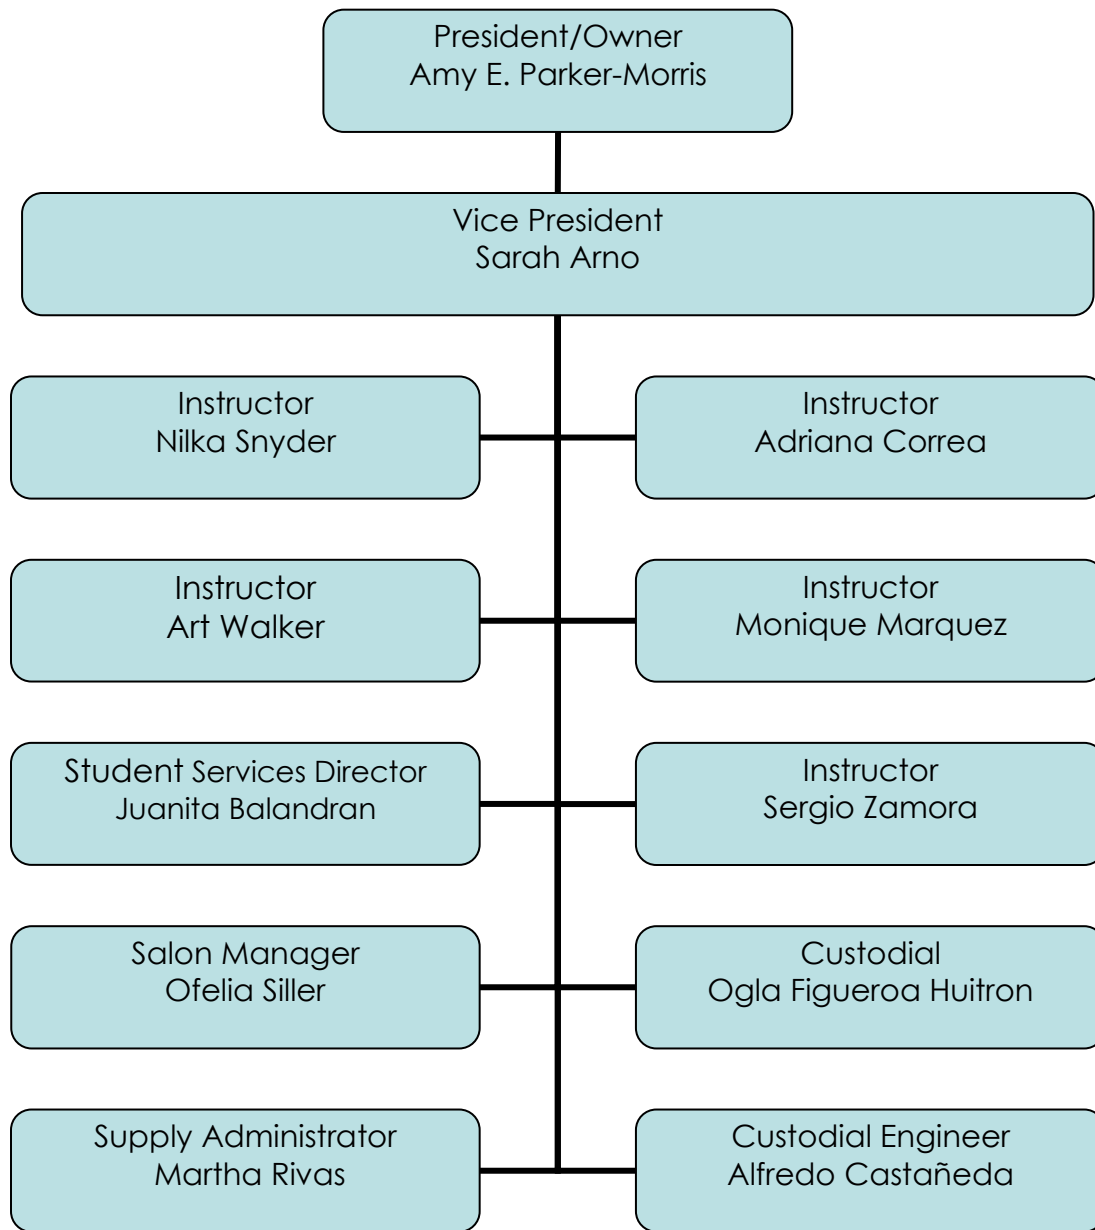 President/Owner
Amy E. Parker-Morris
Vice President
Sarah Arno
Instructor
Nilka Snyder
Instructor
Adriana Correa
Instructor
Art Walker
Instructor
Monique Marquez
Student Services Director
Juanita Balandran
Instructor
Sergio Zamora
Salon Manager
Ofelia Siller
Custodial
Ogla Figueroa Huitron
Supply Administrator
Martha Rivas
Custodial Engineer
Alfredo Castañeda